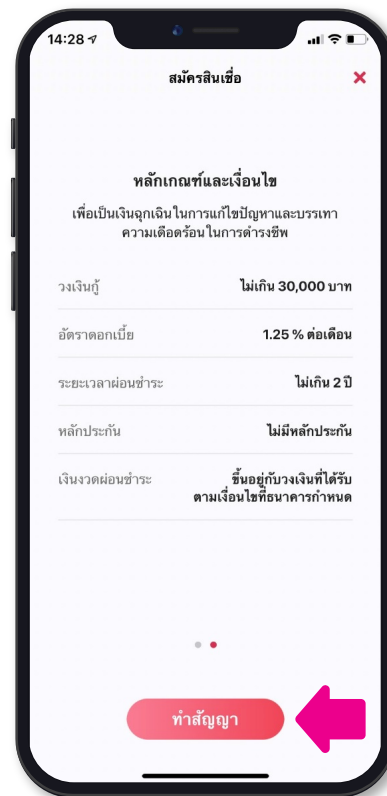 14:28
สมัครสินเชื่อ
หลักเกณฑ์และเงื่อนไข
เพื่อเป็นเงินฉุกเฉินในการแก้ไขปัญหาและบรรเทา
ความเดือดร้อนในการดำรงชีพ
วงเงินกู้ ไม่เกิน 30,000 บาท
อัตราดอกเบี้ย 1.25 % ต่อเดือน
ระยะเวลาผ่อนชำระ ไม่เกิน 2 ปี
หลักประกัน ไม่มีหลักประกัน
เงินงวดผ่อนชำระ ขึ้นอยู่กับวงเงินที่ได้รับ
ตามเงื่อนไขที่ธนาคารกำหนด
ทำสัญญา